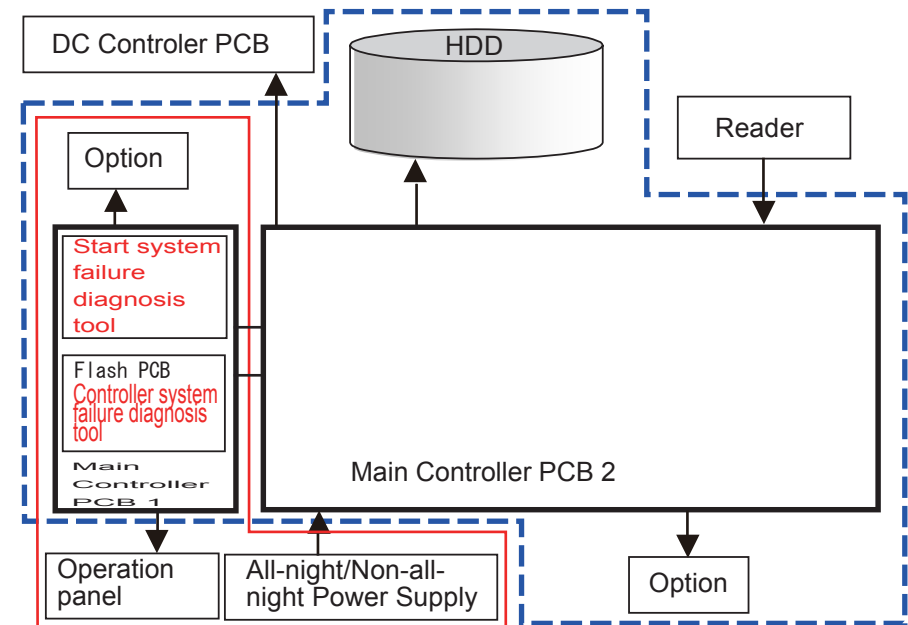 DC Controler PCB
HDD
Reader
Option
Start system
failure
diagnosis
tool
Flash PCB
Controller system
failure diagnosis
tool
Main
Controller
PCB 1
Main Controller PCB 2
Operation
panel
All-night/Non-all-
night Power Supply
Option